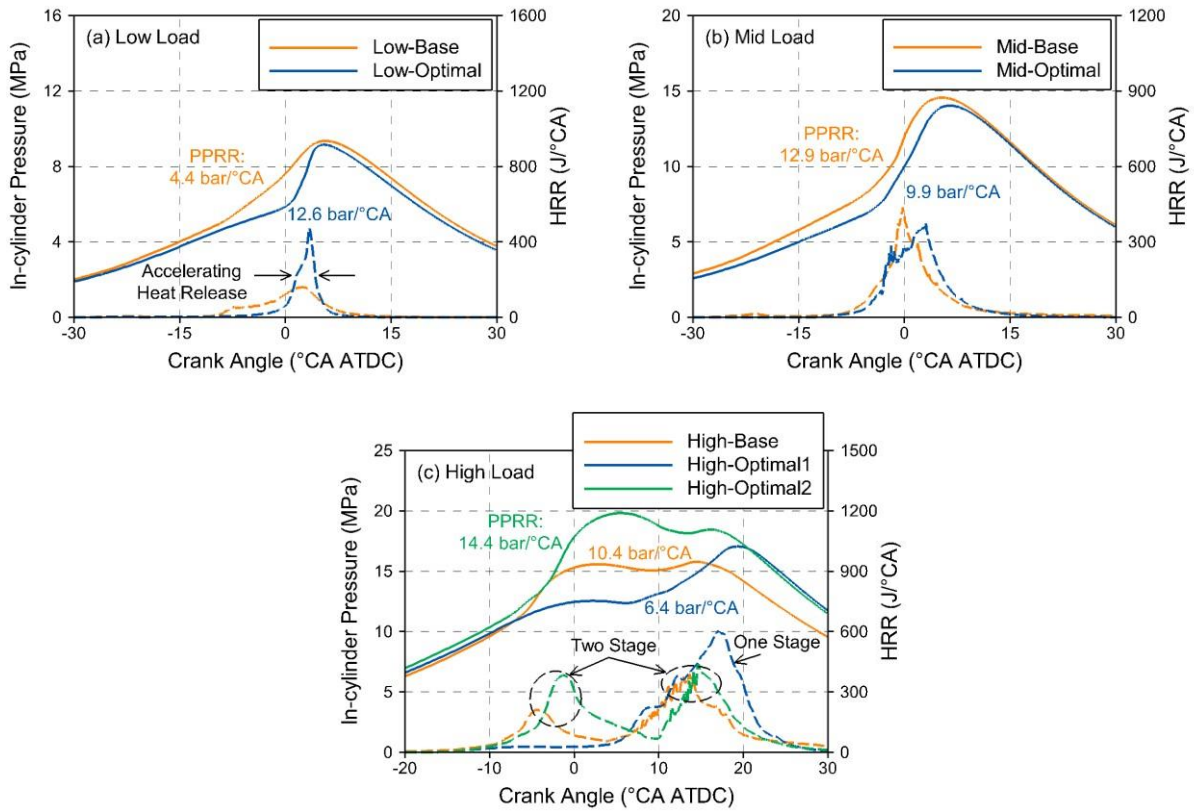 (a) Low Load
Low-Base
Low-Optimal
PPRR:
4.4 bar/°CA
12.6 bar/°CA
Accelerating
Heat Release
In-cylinder Pressure (MPa)
16
12
8
4
0
HRR (J/°CA)
1600
1200
800
400
0
-30
-15
0
15
30
Crank Angle (°CA ATDC)
(b) Mid Load
Mid-Base
Mid-Optimal
PPRR:
12.9 bar/°CA
9.9 bar/°CA
In-cylinder Pressure (MPa)
20
15
10
5
0
HRR (J/°CA)
1200
900
600
300
0
-30
-15
0
15
30
Crank Angle (°CA ATDC)
(c) High Load
High-Base
High-Optimal1
High-Optimal2
PPRR:
14.4 bar/°CA
10.4 bar/°CA
6.4 bar/°CA
Two Stage
One Stage
In-cylinder Pressure (MPa)
25
20
15
10
5
0
HRR (J/°CA)
1500
1200
900
600
300
0
-20
-10
0
10
20
30
Crank Angle (°CA ATDC)